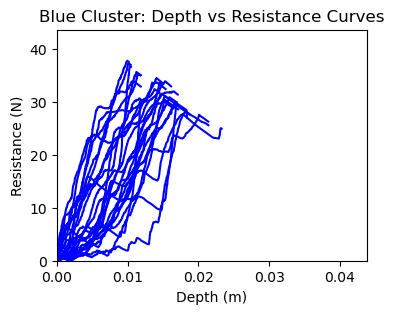 Blue Cluster: Depth vs Resistance Curves
40
30
20
10
0
Resistance (N)
0.00 0.01 0.02 0.03 0.04
Depth (m)